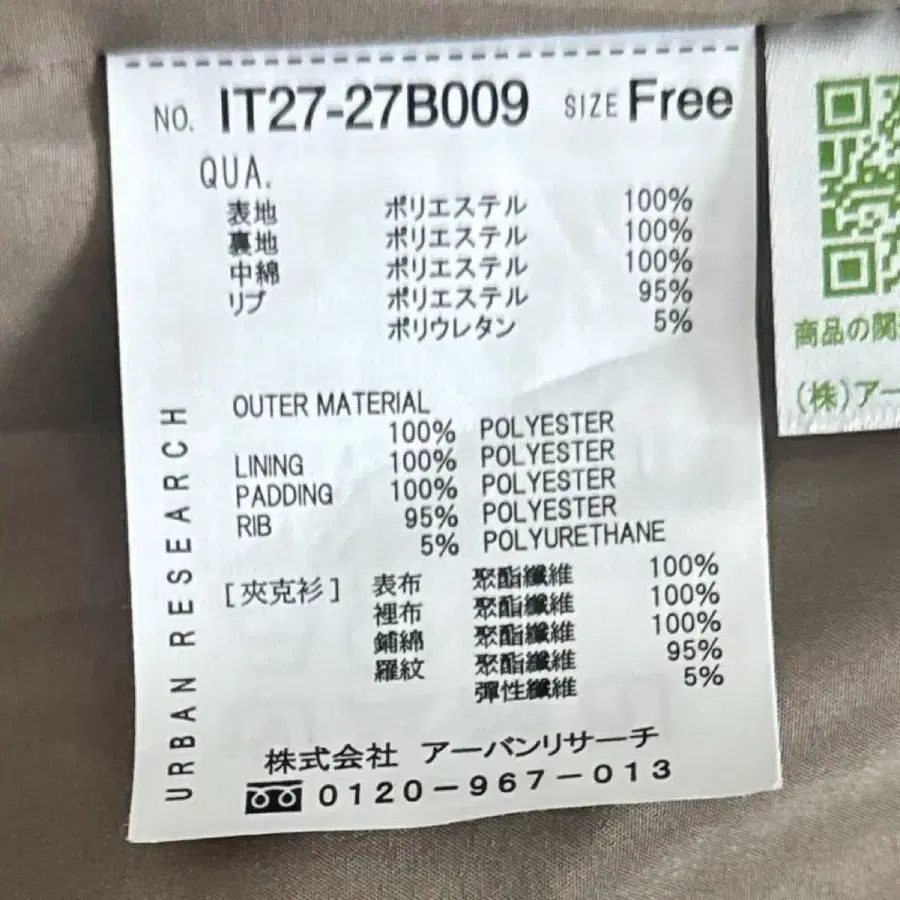 NO. IT27-27B009 SIZE Free
QUA.
表地 ポリエステル 100%
裏地 ポリエステル 100%
中綿 ポリエステル 100%
リブ ポリエステル 95%
ポリウレタン 5%
OUTER MATERIAL
100% POLYESTER
LINING 100% POLYESTER
PADDING 100% POLYESTER
RIB 95% POLYESTER
5% POLYURETHANE
[夾克衫] 表布 聚酯纖維 100%
裡布 聚酯纖維 100%
鋪綿 聚酯纖維 100%
羅紋 聚酯纖維 95%
彈性纖維 5%
URBAN RESEARCH
株式会社 アーバンリサーチ
0120-967-013
商品の関
(株)アー